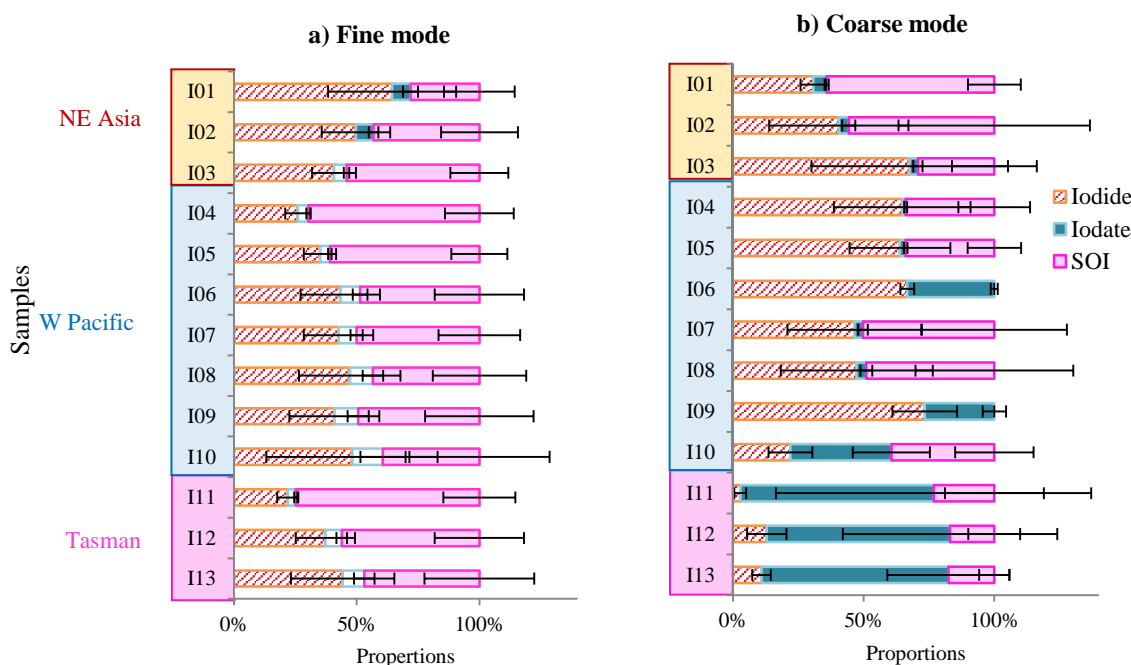 a) Fine mode
b) Coarse mode
Samples
NE Asia
W Pacific
Tasman
I01
I02
I03
I04
I05
I06
I07
I08
I09
I10
I11
I12
I13
0% 50% 100%
Propertions
I01
I02
I03
I04
I05
I06
I07
I08
I09
I10
I11
I12
I13
0% 50% 100%
Proportions
Iodide
Iodate
SOI